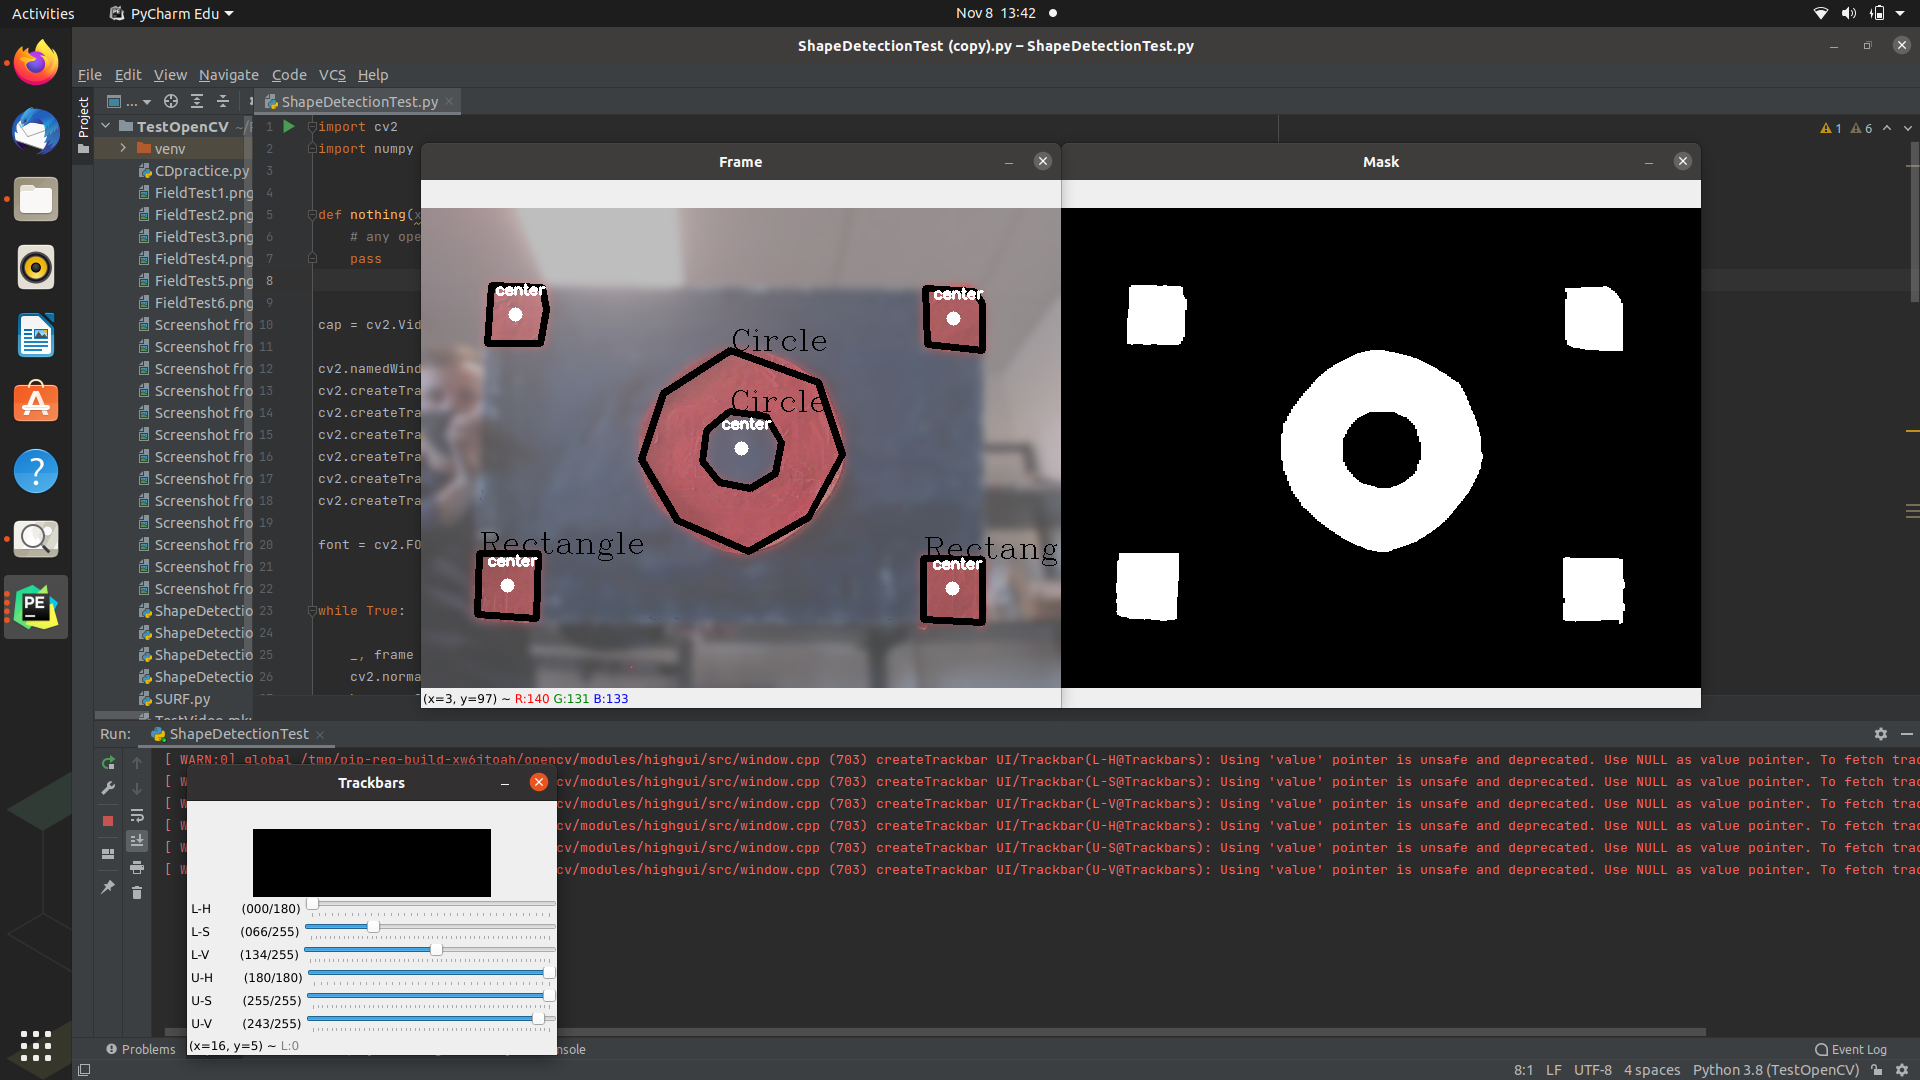 Activities
PyCharm Edu
Nov 8 13:42
ShapeDetectionTest (copy).py – ShapeDetectionTest.py
File Edit View Navigate Code VCS Help
...
ShapeDetectionTest.py
Project
TestOpenCV ~/
venv
CDpractice.py
FieldTest1.png
FieldTest2.png
FieldTest3.png
FieldTest4.png
FieldTest5.png
FieldTest6.png
Screenshot fro
Screenshot fro
Screenshot fro
Screenshot fro
Screenshot fro
Screenshot fro
Screenshot fro
Screenshot fro
Screenshot fro
Screenshot fro
Screenshot fro
Screenshot fro
Screenshot fro
ShapeDetectio
ShapeDetectio
ShapeDetectio
ShapeDetectio
SURF.py
TestVideo.mk
1 import cv2
2 import numpy
3
4
5 def nothing(x
6 # any ope
7 pass
8
9
10 cap = cv2.Vid
11
12 cv2.namedWind
13 cv2.createTra
14 cv2.createTra
15 cv2.createTra
16 cv2.createTra
17 cv2.createTra
18 cv2.createTra
19
20 font = cv2.FO
21
22
23 while True:
24
25 _, frame
26 cv2.norma
1 6
Frame
center
center
Circle
Circle
center
Rectangle
center
Rectang
center
(x=3, y=97) ~ R:140 G:131 B:133
Mask
Run: ShapeDetectionTest
[ WARN:0] global /tmp/pip-req-build-xw6jtoah/opencv/modules/highgui/src/window.cpp (703) createTrackbar UI/Trackbar(L-H@Trackbars): Using 'value' pointer is unsafe and deprecated. Use NULL as value pointer. To fetch trac
[ W cv/modules/highgui/src/window.cpp (703) createTrackbar UI/Trackbar(L-S@Trackbars): Using 'value' pointer is unsafe and deprecated. Use NULL as value pointer. To fetch trac
[ W cv/modules/highgui/src/window.cpp (703) createTrackbar UI/Trackbar(L-V@Trackbars): Using 'value' pointer is unsafe and deprecated. Use NULL as value pointer. To fetch trac
[ W cv/modules/highgui/src/window.cpp (703) createTrackbar UI/Trackbar(U-H@Trackbars): Using 'value' pointer is unsafe and deprecated. Use NULL as value pointer. To fetch trac
[ W cv/modules/highgui/src/window.cpp (703) createTrackbar UI/Trackbar(U-S@Trackbars): Using 'value' pointer is unsafe and deprecated. Use NULL as value pointer. To fetch trac
[ W cv/modules/highgui/src/window.cpp (703) createTrackbar UI/Trackbar(U-V@Trackbars): Using 'value' pointer is unsafe and deprecated. Use NULL as value pointer. To fetch trac
Trackbars
L-H (000/180)
L-S (066/255)
L-V (134/255)
U-H (180/180)
U-S (255/255)
U-V (243/255)
(x=16, y=5) ~ L:0
Problems
nsole
Event Log
8:1 LF UTF-8 4 spaces Python 3.8 (TestOpenCV)